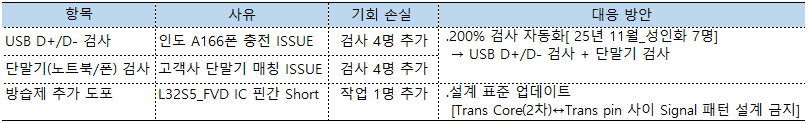 항목 사유 기회 손실 대응 방안
USB D+/D- 검사 인도 A166폰 충전 ISSUE 검사 4명 추가 .200% 검사 자동화[ 25년 11월_성인화 7명]
→ USB D+/D- 검사 + 단말기 검사
단말기(노트북/폰) 검사 고객사 단말기 매칭 ISSUE 검사 4명 추가
방습제 추가 도포 L32S5_FVD IC 핀간 Short 작업 1명 추가 .설계 표준 업데이트
[Trans Core(2차)↔Trans pin 사이 Signal 패턴 설계 금지]